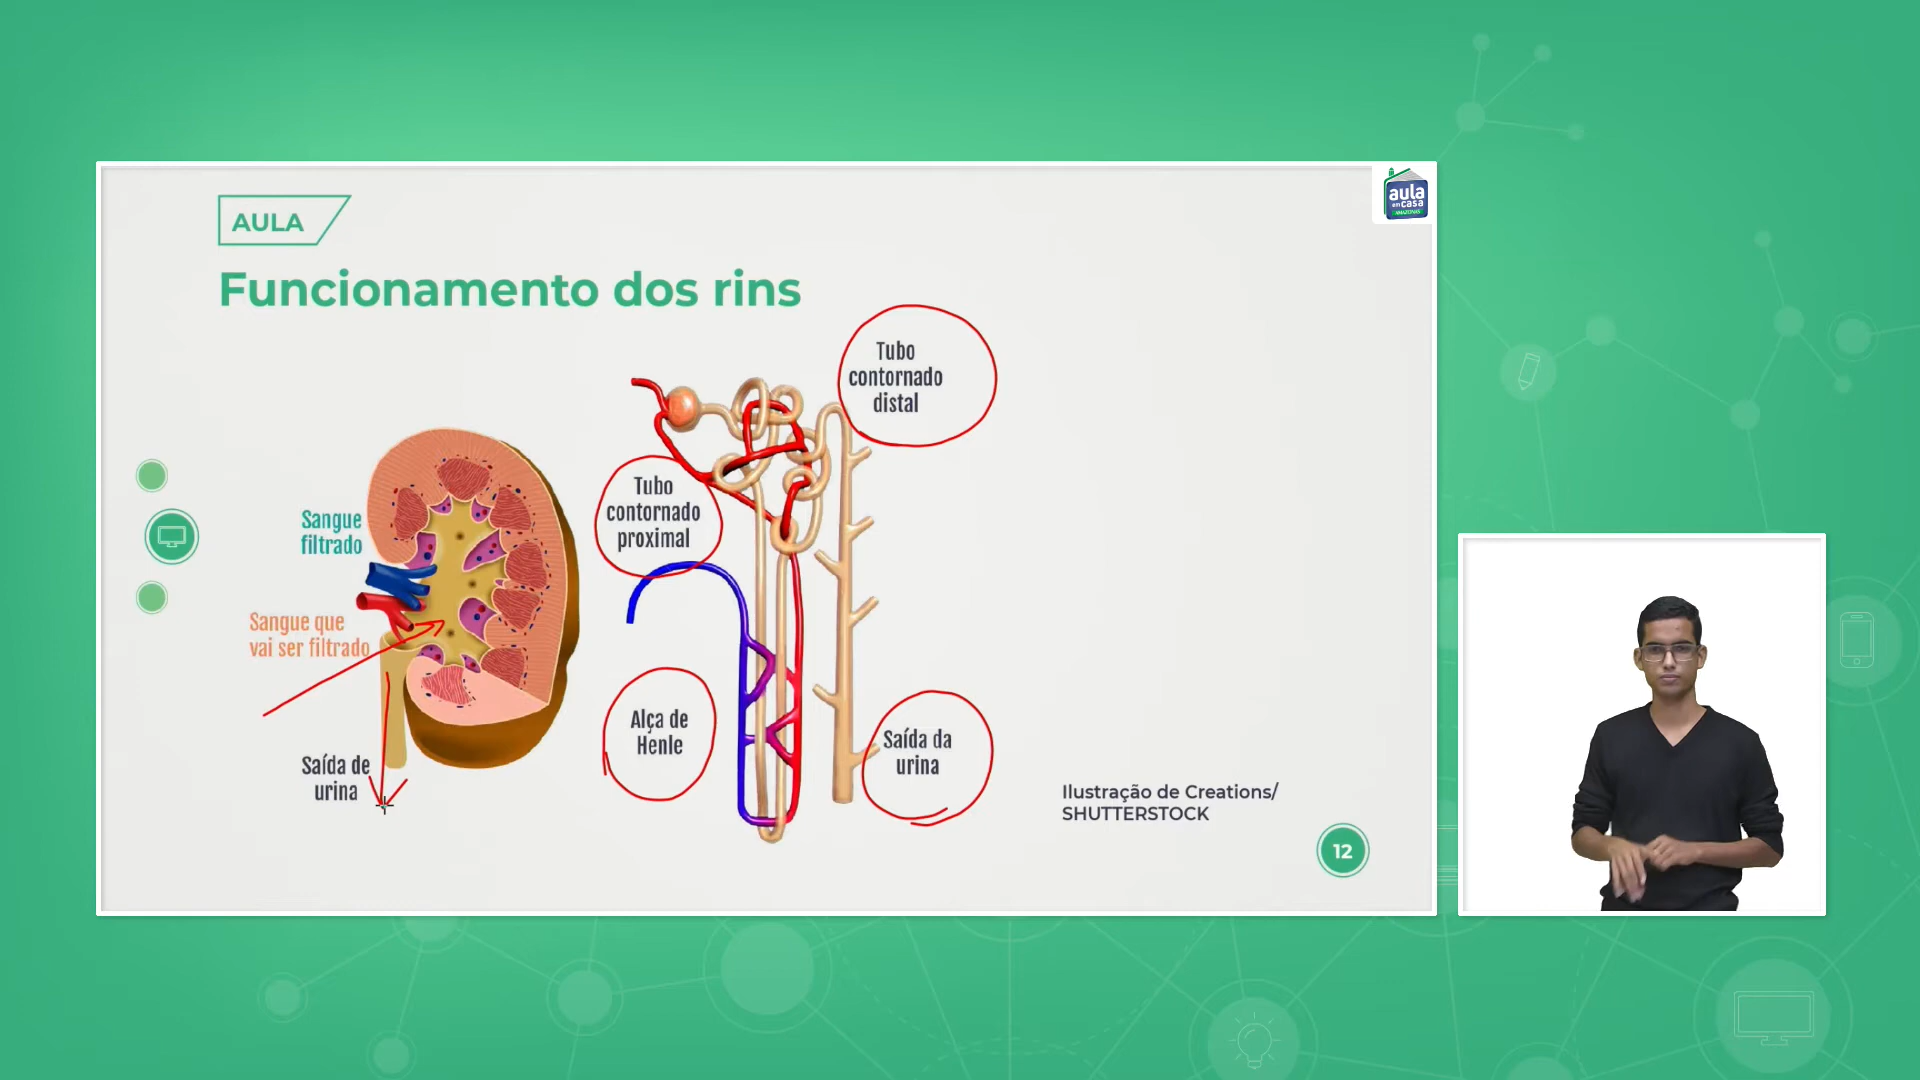 aula
em casa
AMAZONAS
AULA
Funcionamento dos rins
Tubo
contornado
distal
Tubo
contornado
proximal
Sangue
filtrado
Sangue que
vai ser filtrado
Alça de
Henle
Saída da
urina
Saída de
urina
Ilustração de Creations/
SHUTTERSTOCK
12